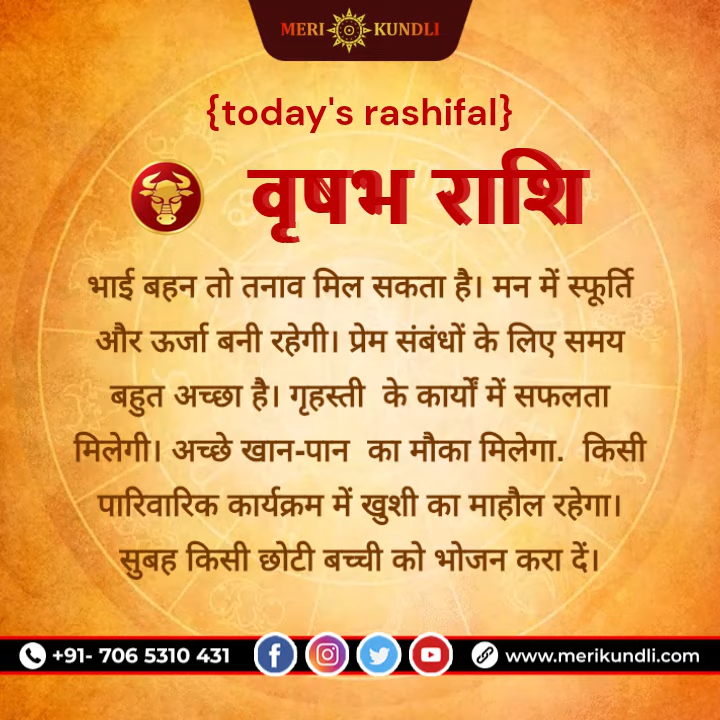 MERI KUNDLI
{today's rashifal}
वृषभ राशि
भाई बहन तो तनाव मिल सकता है। मन में स्फूर्ति
और ऊर्जा बनी रहेगी। प्रेम संबंधों के लिए समय
बहुत अच्छा है। गृहस्ती के कार्यों में सफलता
मिलेगी। अच्छे खान-पान का मौका मिलेगा. किसी
पारिवारिक कार्यक्रम में खुशी का माहौल रहेगा।
सुबह किसी छोटी बच्ची को भोजन करा दें।
+91- 706 5310 431 www.merikundli.com